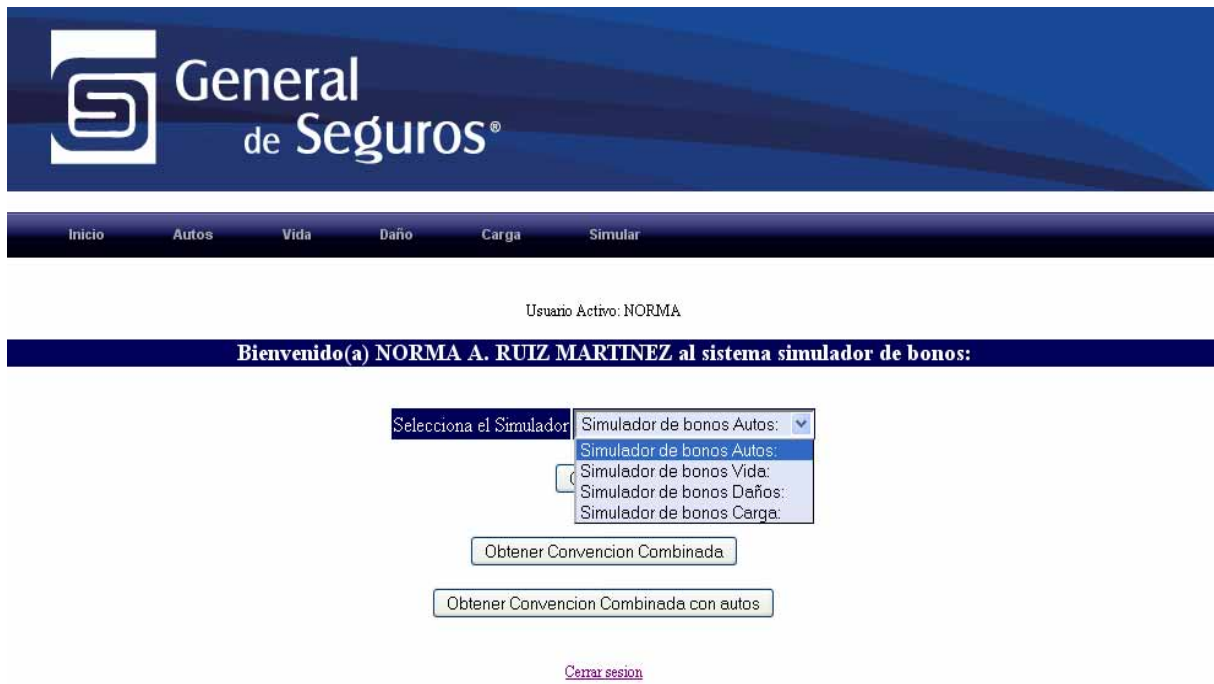 General
de Seguros®
Inicio Autos Vida Daño Carga Simular
Usuario Activo: NORMA
Bienvenido(a) NORMA A. RUIZ MARTINEZ al sistema simulador de bonos:
Selecciona el Simulador Simulador de bonos Autos:
Simulador de bonos Autos:
Simulador de bonos Vida:
Simulador de bonos Daños:
Simulador de bonos Carga:
Obtener Convencion Combinada
Obtener Convencion Combinada con autos
Cerrar sesion